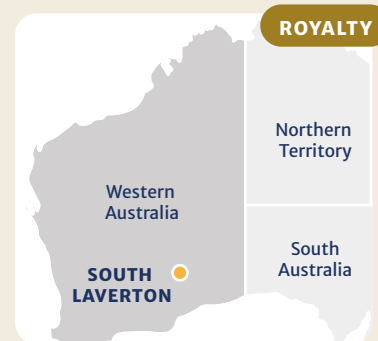 ROYALTY
Northern
Territory
Western
Australia
South
Australia
SOUTH
LAVERTON